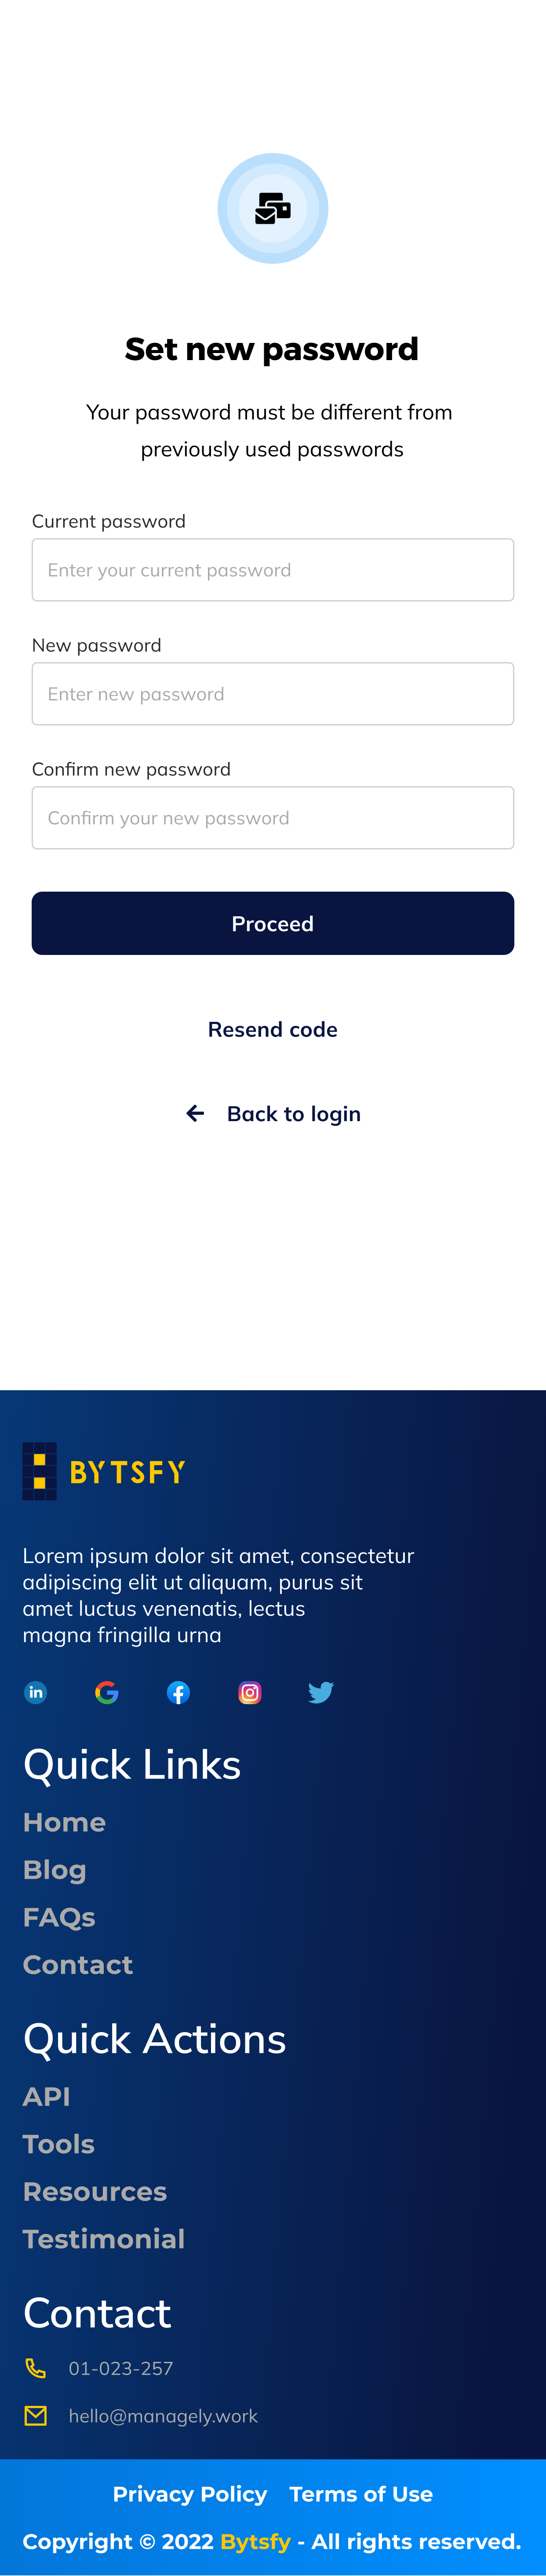 Set new password
Your password must be different from
previously used passwords
Current password
Enter your current password
New password
Enter new password
Confirm new password
Confirm your new password
Proceed
Resend code
Back to login
BYTSFY
Lorem ipsum dolor sit amet, consectetur
adipiscing elit ut aliquam, purus sit
amet luctus venenatis, lectus
magna fringilla urna
Quick Links
Home
Blog
FAQs
Contact
Quick Actions
API
Tools
Resources
Testimonial
Contact
01-023-257
hello@managely.work
Privacy Policy Terms of Use
Copyright © 2022 Bytsfy - All rights reserved.